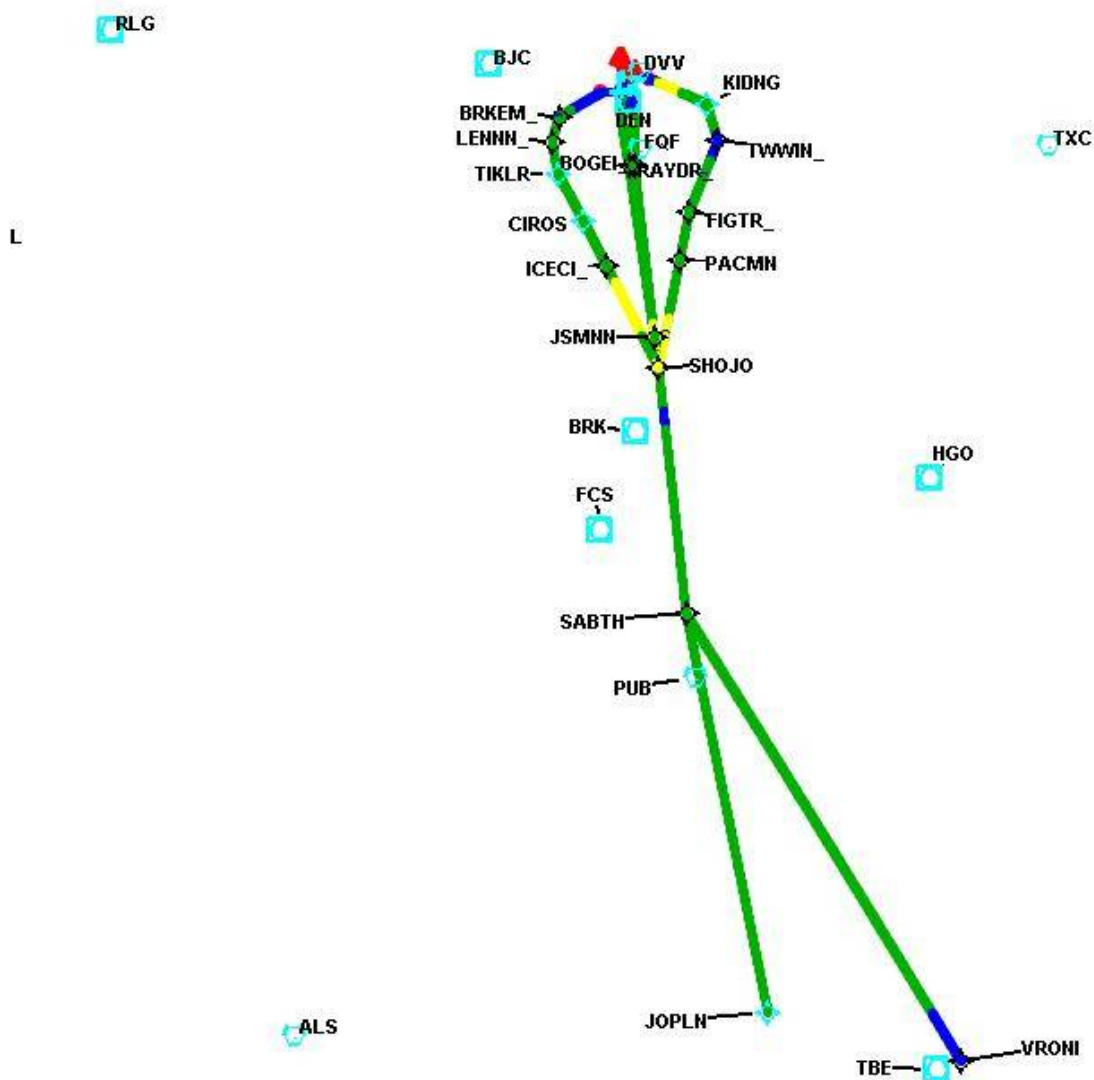 RLG
BJC
DVV
KIDNG
BRKEM_
DEN
LENNN_
FQF
TWWIN_
TXC
TIKLR
BOGEI_
RAYDR_
CIROS
FIGTR_
L
ICECI_
PACMN
JSMNN
SHOJO
BRK
HGO
FCS
SABTH
PUB
JOPLN
ALS
TBE
VRONI